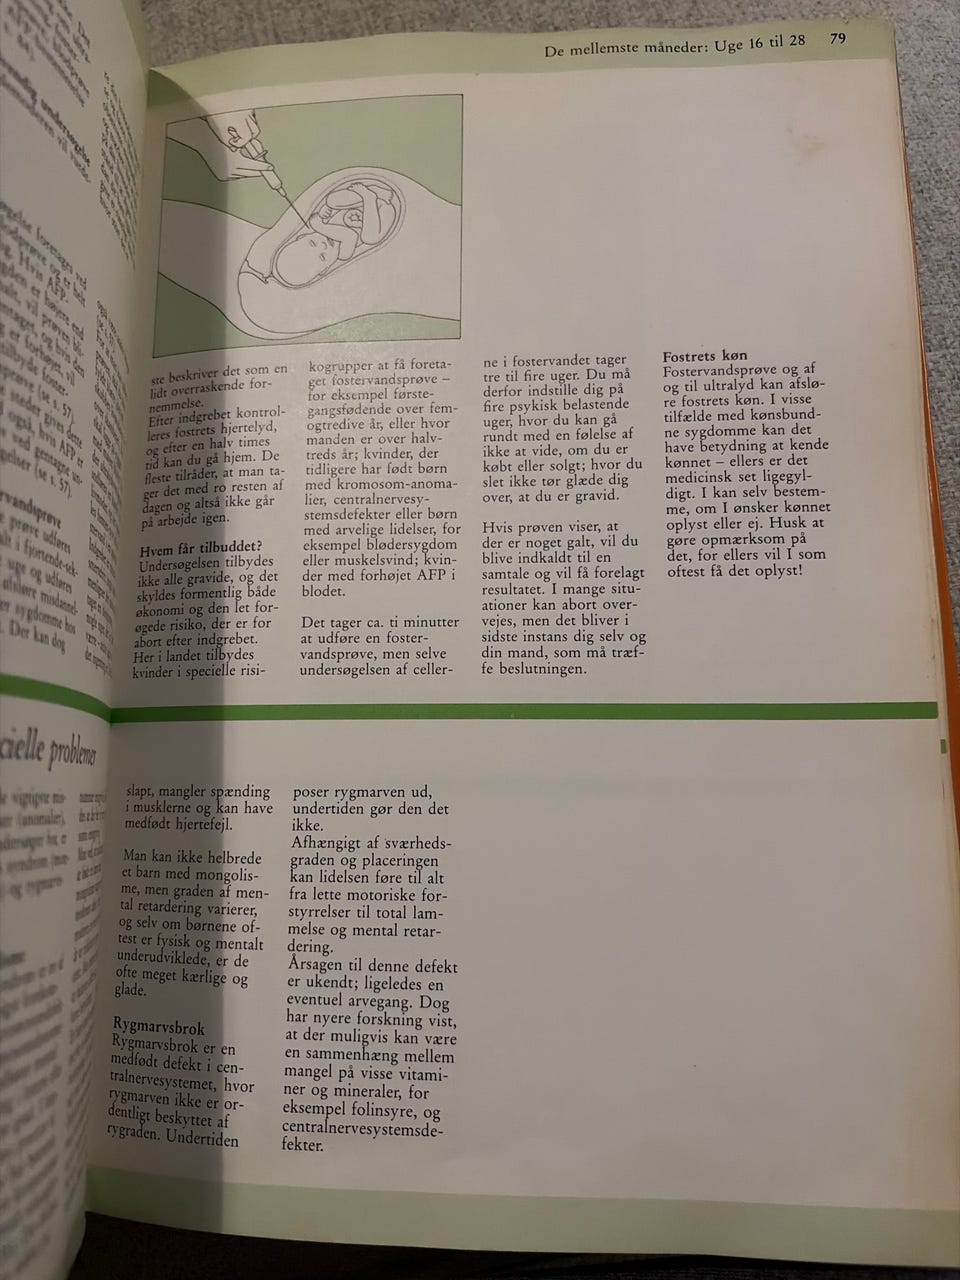 De mellemste måneder: Uge 16 til 28 79
ste beskriver det som en
lidt overraskende for-
nemmelse.
Efter indgrebet kontrol-
leres fostrets hjertelyd,
og efter en halv times
tid kan du gå hjem. De
fleste tilråder, at man ta-
ger det med ro resten af
dagen og altså ikke går
på arbejde igen.
Hvem får tilbuddet?
Undersøgelsen tilbydes
ikke alle gravide, og det
skyldes formentlig både
økonomi og den let for-
øgede risiko, der er for
abort efter indgrebet.
Her i landet tilbydes
kvinder i specielle risi-
kogrupper at få foreta-
get fostervandsprøve –
for eksempel første-
gangsfødende over fem-
ogtredive år, eller hvor
manden er over halv-
treds år; kvinder, der
tidligere har født børn
med kromosom-anoma-
lier, centralnervesy-
stemsdefekter eller børn
med arvelige lidelser, for
eksempel blødersygdom
eller muskelsvind; kvin-
der med forhøjet AFP i
blodet.
Det tager ca. ti minutter
at udføre en foster-
vandsprøve, men selve
undersøgelsen af celler-
ne i fostervandet tager
tre til fire uger. Du må
derfor indstille dig på
fire psykisk belastende
uger, hvor du kan gå
rundt med en følelse af
ikke at vide, om du er
købt eller solgt; hvor du
slet ikke tør glæde dig
over, at du er gravid.
Hvis prøven viser, at
der er noget galt, vil du
blive indkaldt til en
samtale og vil få forelagt
resultatet. I mange situ-
ationer kan abort over-
vejes, men det bliver i
sidste instans dig selv og
din mand, som må træf-
fe beslutningen.
Fostrets køn
Fostervandsprøve og af
og til ultralyd kan afslø-
re fostrets køn. I visse
tilfælde med kønsbund-
ne sygdomme kan det
have betydning at kende
kønnet – ellers er det
medicinsk set ligegyl-
digt. I kan selv bestem-
me, om I ønsker kønnet
oplyst eller ej. Husk at
gøre opmærksom på
det, for ellers vil I som
oftest få det oplyst!
cielle problemer
slapt, mangler spænding
i musklerne og kan have
medfødt hjertefejl.
Man kan ikke helbrede
et barn med mongolis-
me, men graden af men-
tal retardering varierer,
og selv om børnene of-
test er fysisk og mentalt
underudviklede, er de
ofte meget kærlige og
glade.
Rygmarvsbrok
Rygmarvsbrok er en
medfødt defekt i cen-
tralnervesystemet, hvor
rygmarven ikke er or-
dentligt beskyttet af
rygraden. Undertiden
poser rygmarven ud,
undertiden gør den det
ikke.
Afhængigt af sværheds-
graden og placeringen
kan lidelsen føre til alt
fra lette motoriske for-
styrrelser til total lam-
melse og mental retar-
dering.
Årsagen til denne defekt
er ukendt; ligeledes en
eventuel arvegang. Dog
har nyere forskning vist,
at der muligvis kan være
en sammenhæng mellem
mangel på visse vitami-
ner og mineraler, for
eksempel folinsyre, og
centralnervesystemsde-
fekter.